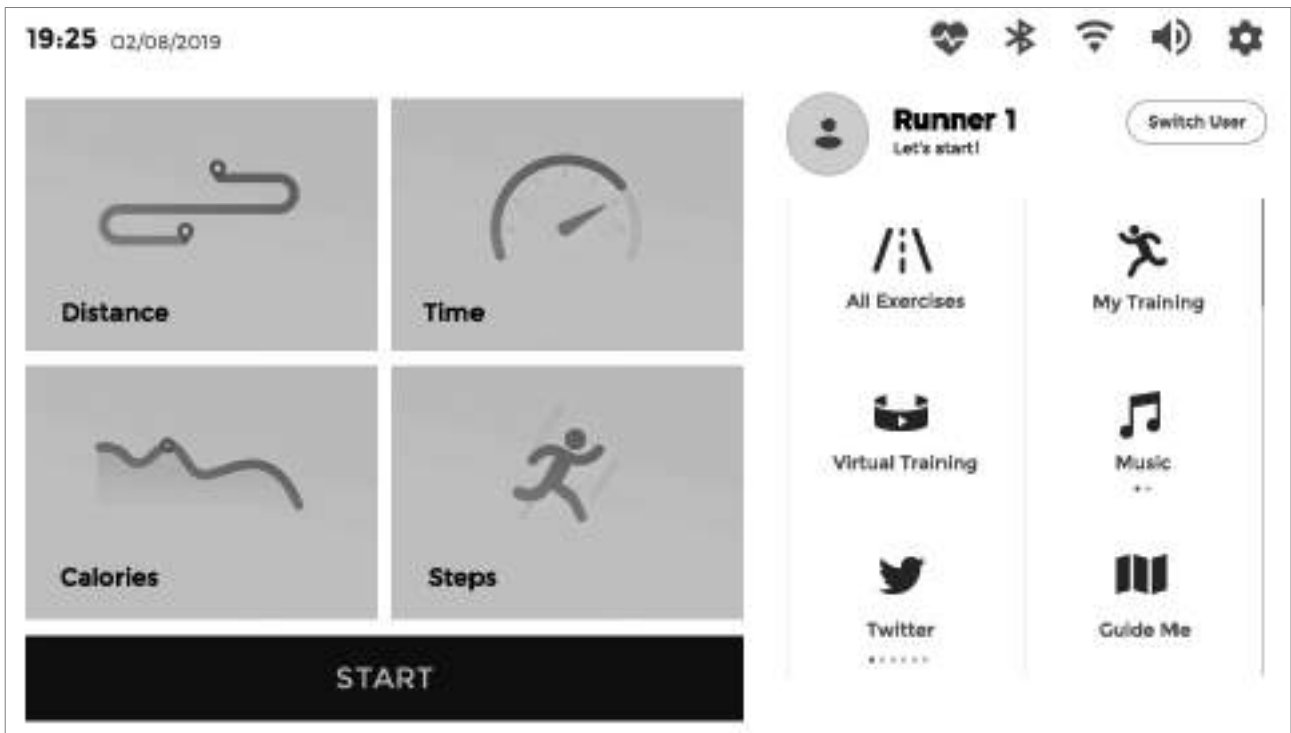 19:25 02/08/2019
Runner 1
Let's start!
Switch User
Distance
Time
Calories
Steps
START
All Exercises
My Training
Virtual Training
Music
Twitter
Guide Me